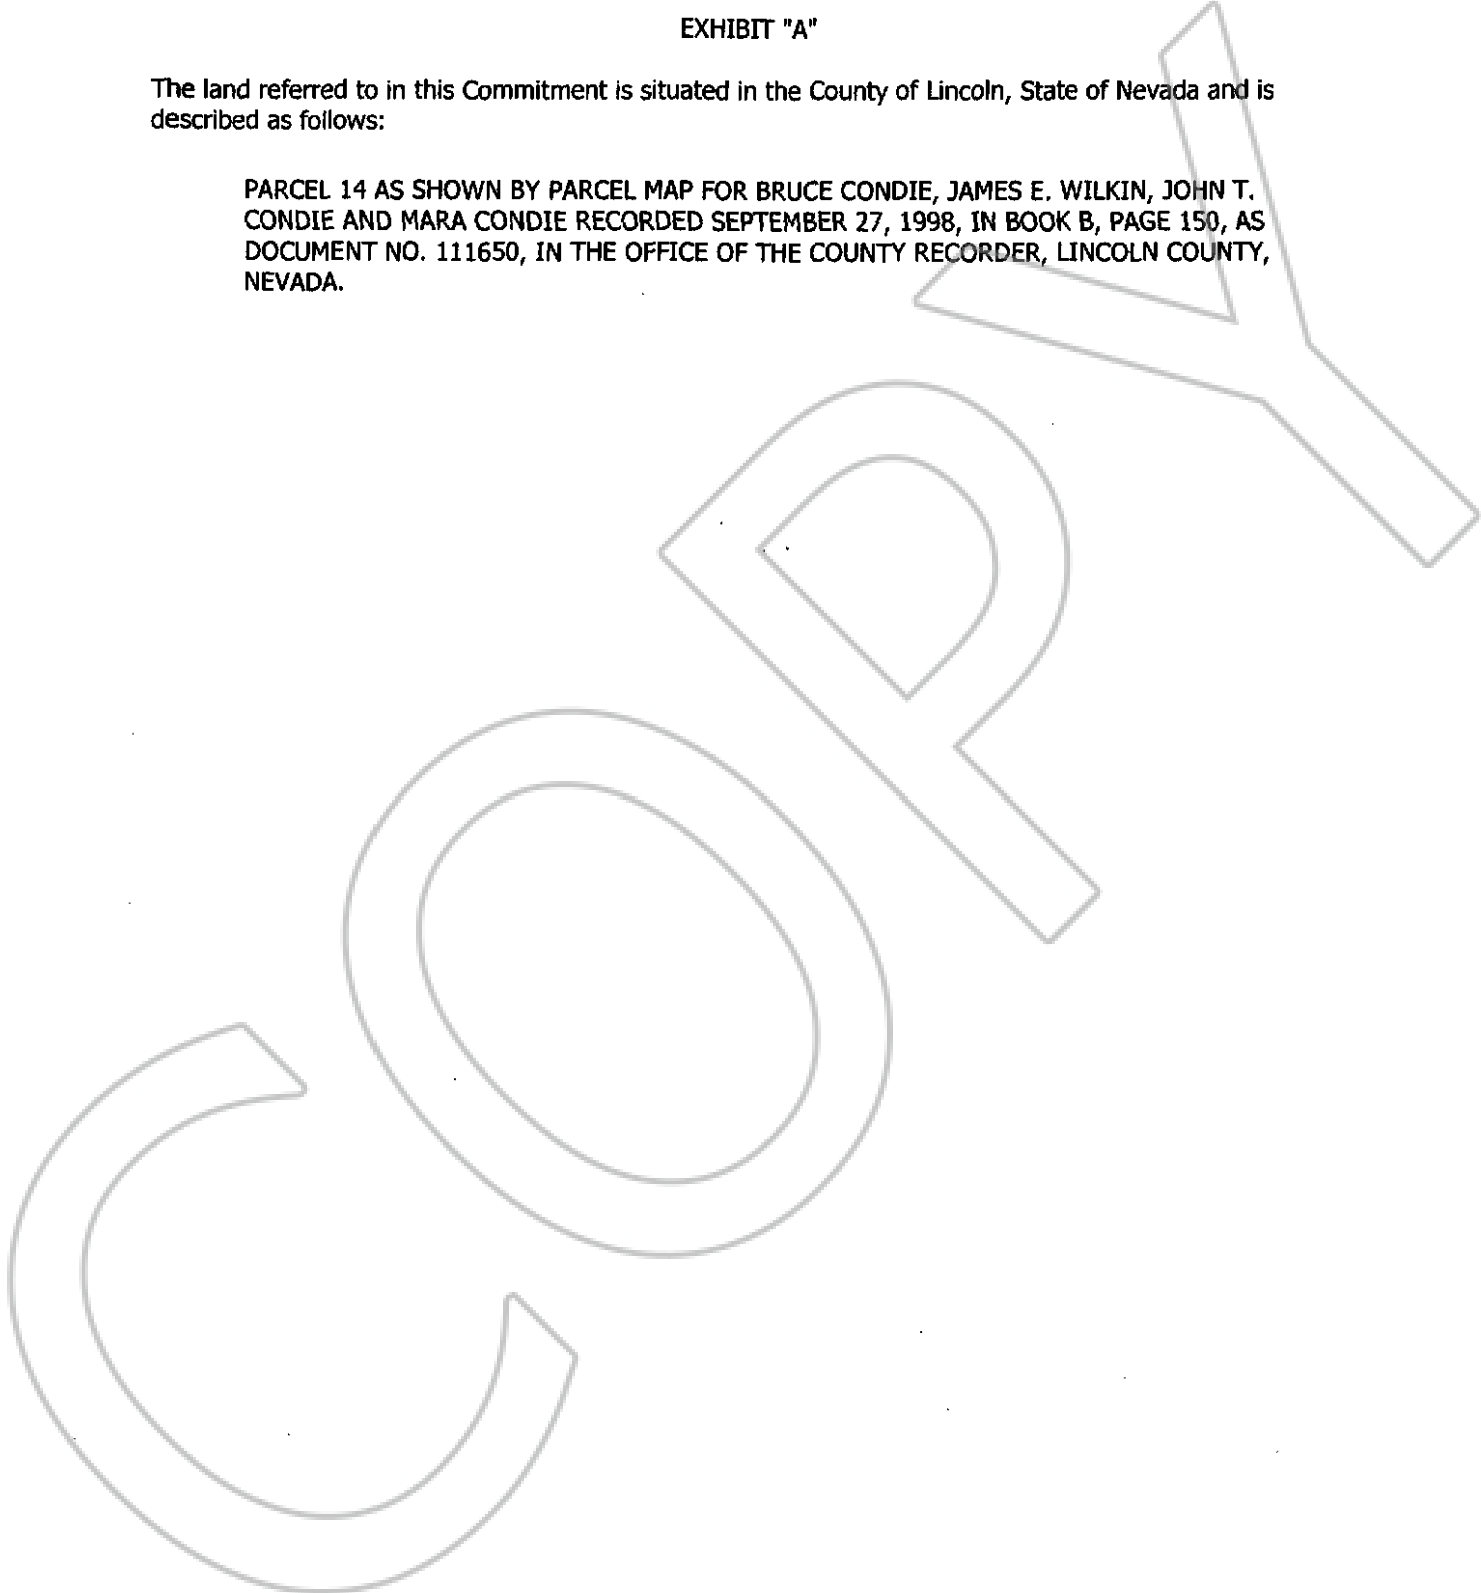 EXHIBIT "A"
The land referred to in this Commitment is situated in the County of Lincoln, State of Nevada and is
described as follows:
PARCEL 14 AS SHOWN BY PARCEL MAP FOR BRUCE CONDIE, JAMES E. WILKIN, JOHN T.
CONDIE AND MARA CONDIE RECORDED SEPTEMBER 27, 1998, IN BOOK B, PAGE 150, AS
DOCUMENT NO. 111650, IN THE OFFICE OF THE COUNTY RECORDER, LINCOLN COUNTY,
NEVADA.
COPY